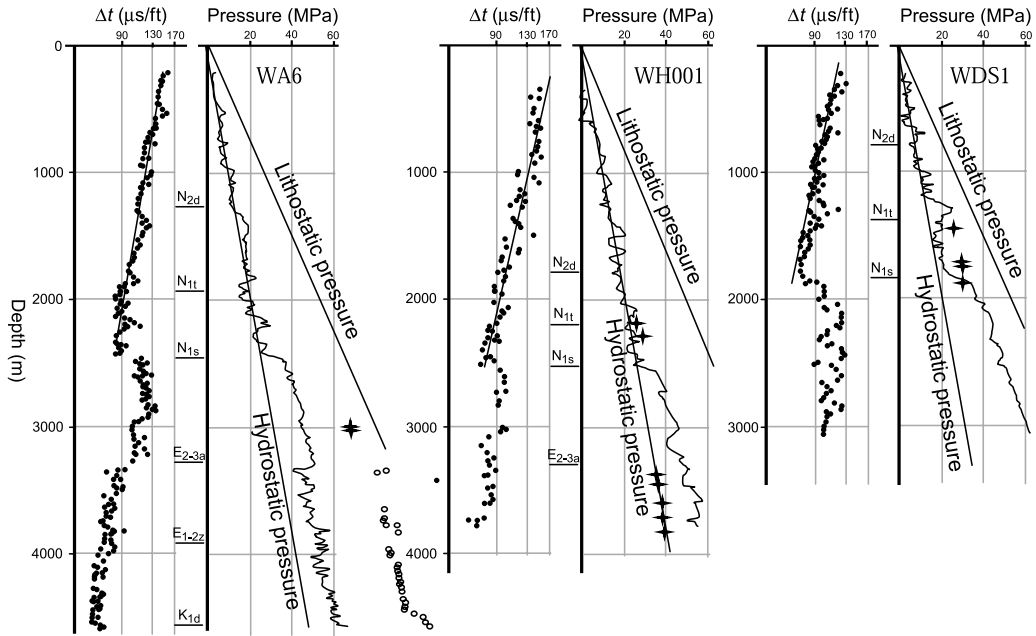 Δt (μs/ft) Pressure (MPa) Δt (μs/ft) Pressure (MPa) Δt (μs/ft) Pressure (MPa)
90 130 170 20 40 60 90 130 170 20 40 60 90 130 170 20 40 60
0
WA6 WH001 WDS1
Lithostatic pressure
Hydrostatic pressure
N2d
N1t
N1s
E2-3a
E1-2z
K1d
1000
2000
3000
4000
Depth (m)
Lithostatic pressure
Hydrostatic pressure
N2d
N1t
N1s
E2-3a
1000
2000
3000
4000
Lithostatic pressure
Hydrostatic pressure
N2d
N1t
N1s
1000
2000
3000